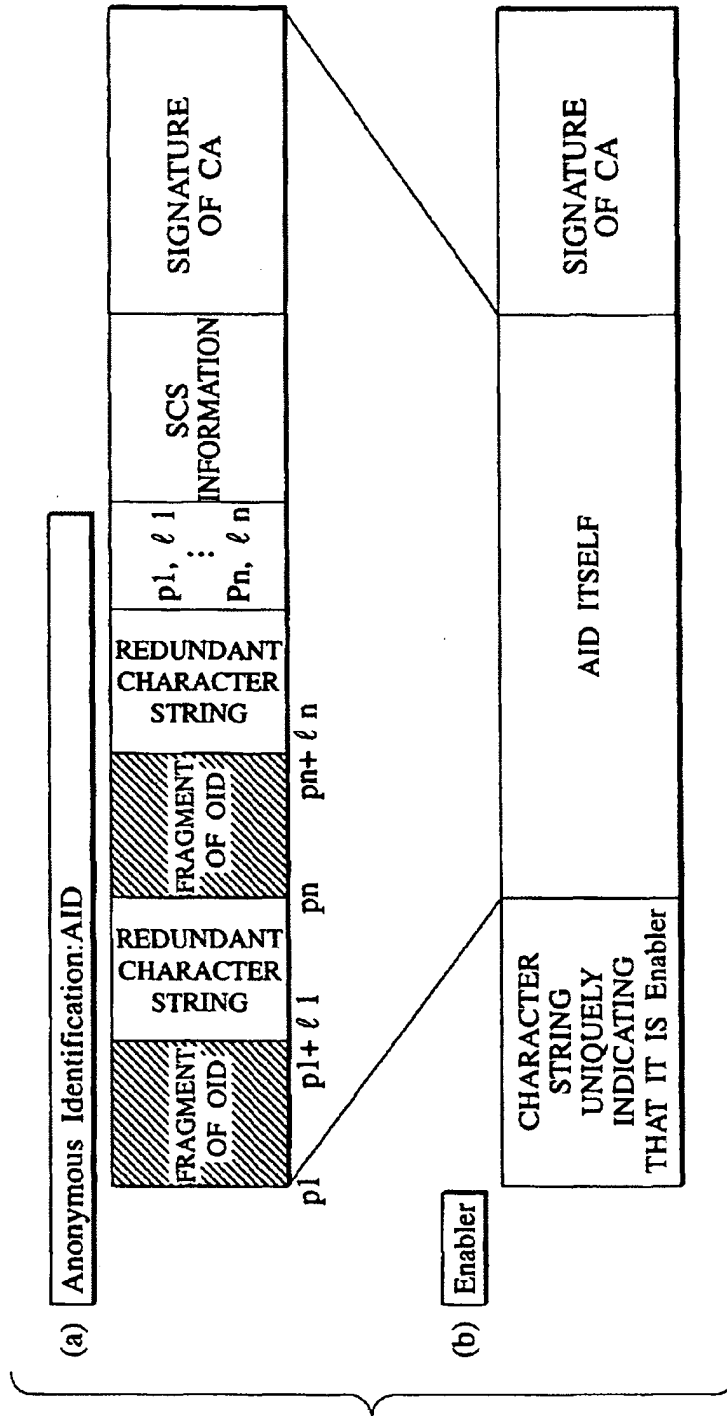 (a) Anonymous Identification:AID
FRAGMENT
OF OID
REDUNDANT
CHARACTER
STRING
FRAGMENT
OF OID
REDUNDANT
CHARACTER
STRING
p1, ℓ 1
⋮
Pn, ℓ n
SCS
INFORMATION
SIGNATURE
OF CA
p1
p1+ ℓ 1
pn
pn+ ℓ n
(b) Enabler
CHARACTER
STRING
UNIQUELY
INDICATING
THAT IT IS Enabler
AID ITSELF
SIGNATURE
OF CA